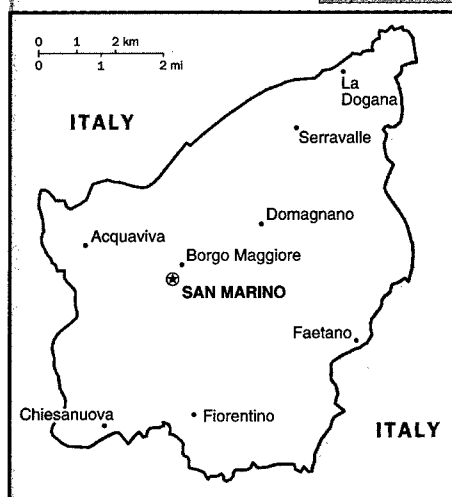 0 1 2 km
0 1 2 mi
ITALY
La
Dogana
Serravalle
Domagnano
Acquaviva
Borgo Maggiore
SAN MARINO
Faetano
Chiesanuova
Fiorentino
ITALY